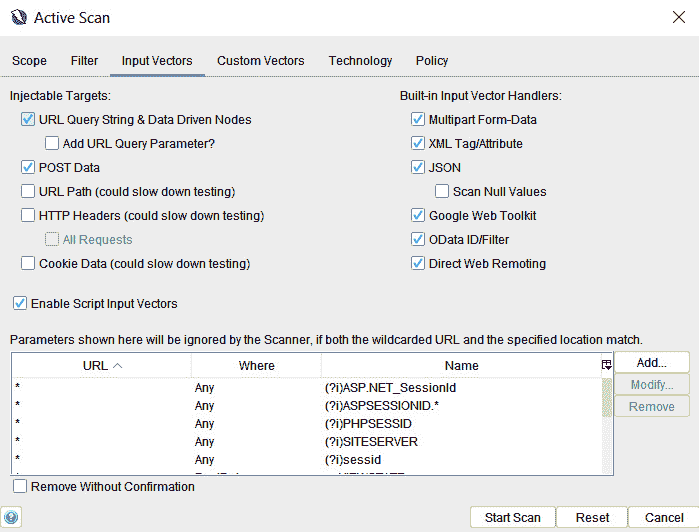 Active Scan
Scope Filter Input Vectors Custom Vectors Technology Policy
Injectable Targets:
URL Query String & Data Driven Nodes
Add URL Query Parameter?
POST Data
URL Path (could slow down testing)
HTTP Headers (could slow down testing)
All Requests
Cookie Data (could slow down testing)
Built-in Input Vector Handlers:
Multipart Form-Data
XML Tag/Attribute
JSON
Scan Null Values
Google Web Toolkit
OData ID/Filter
Direct Web Remoting
Enable Script Input Vectors
Parameters shown here will be ignored by the Scanner, if both the wildcarded URL and the specified location match.
URL Where Name
* Any (?i)ASP.NET_SessionId
* Any (?i)ASPSESSIONID.*
* Any (?i)PHPSESSID
* Any (?i)SITESERVER
* Any (?i)sessid
Add...
Modify...
Remove
Remove Without Confirmation
Start Scan Reset Cancel